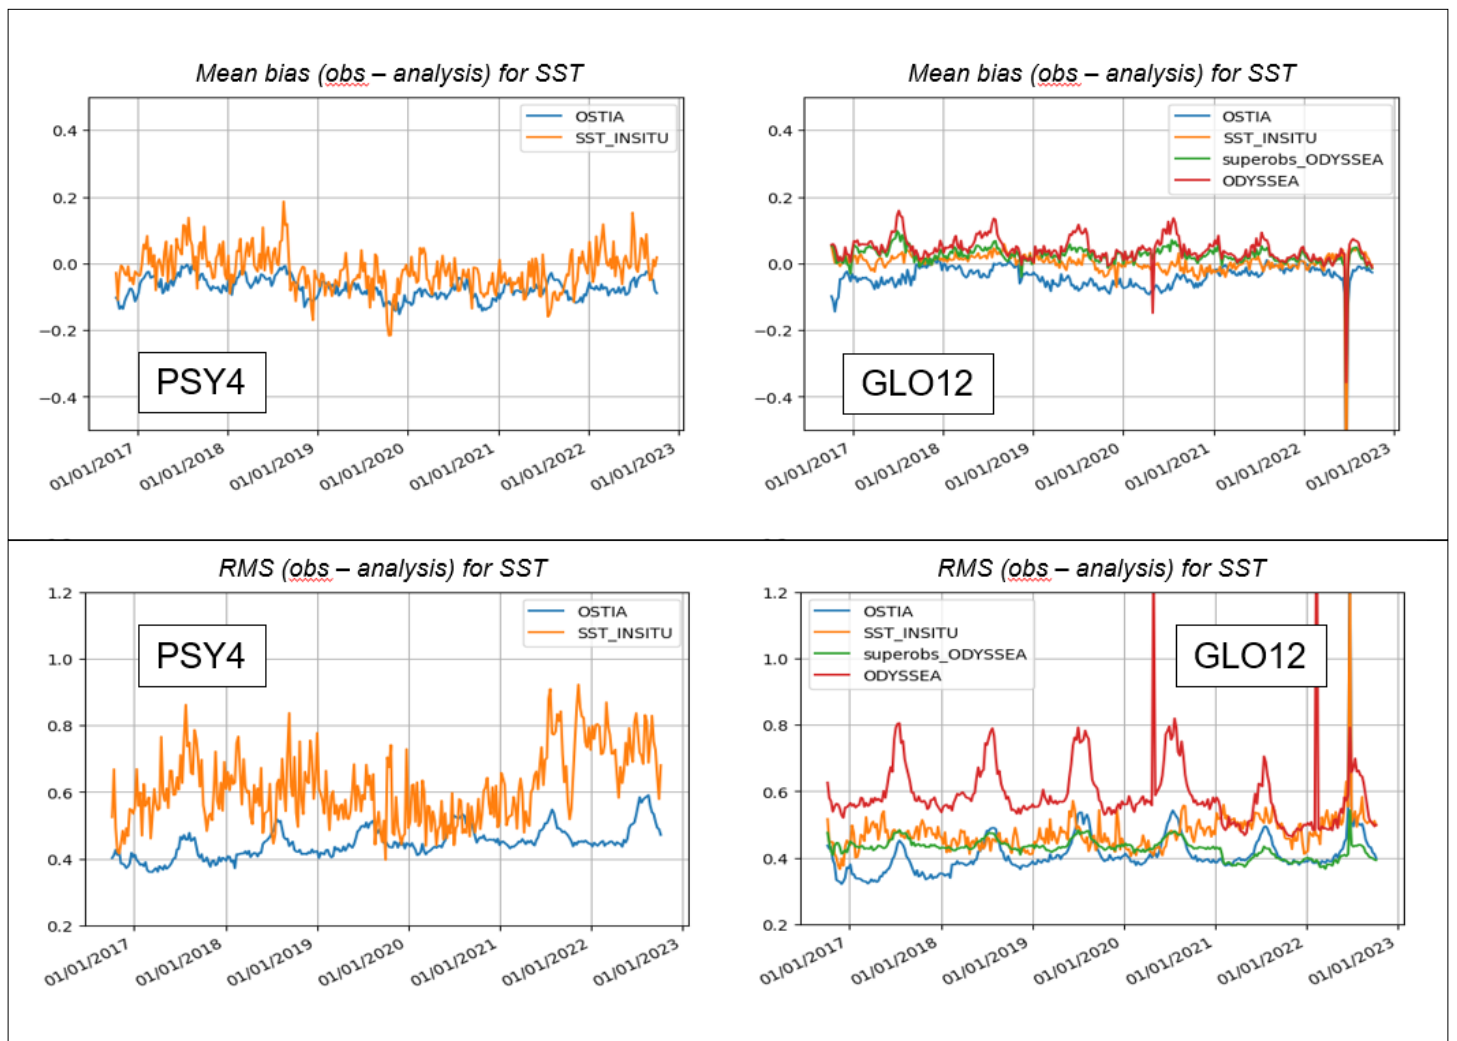 Mean bias (obs – analysis) for SST
0.4
0.2
0.0
−0.2
−0.4
OSTIA
SST_INSITU
PSY4
01/01/2017
01/01/2018
01/01/2019
01/01/2020
01/01/2021
01/01/2022
01/01/2023
Mean bias (obs – analysis) for SST
0.4
0.2
0.0
−0.2
−0.4
OSTIA
SST_INSITU
superobs_ODYSSEA
ODYSSEA
GLO12
01/01/2017
01/01/2018
01/01/2019
01/01/2020
01/01/2021
01/01/2022
01/01/2023
RMS (obs – analysis) for SST
1.2
1.0
0.8
0.6
0.4
0.2
OSTIA
SST_INSITU
PSY4
01/01/2017
01/01/2018
01/01/2019
01/01/2020
01/01/2021
01/01/2022
01/01/2023
RMS (obs – analysis) for SST
1.2
1.0
0.8
0.6
0.4
0.2
OSTIA
SST_INSITU
superobs_ODYSSEA
ODYSSEA
GLO12
01/01/2017
01/01/2018
01/01/2019
01/01/2020
01/01/2021
01/01/2022
01/01/2023